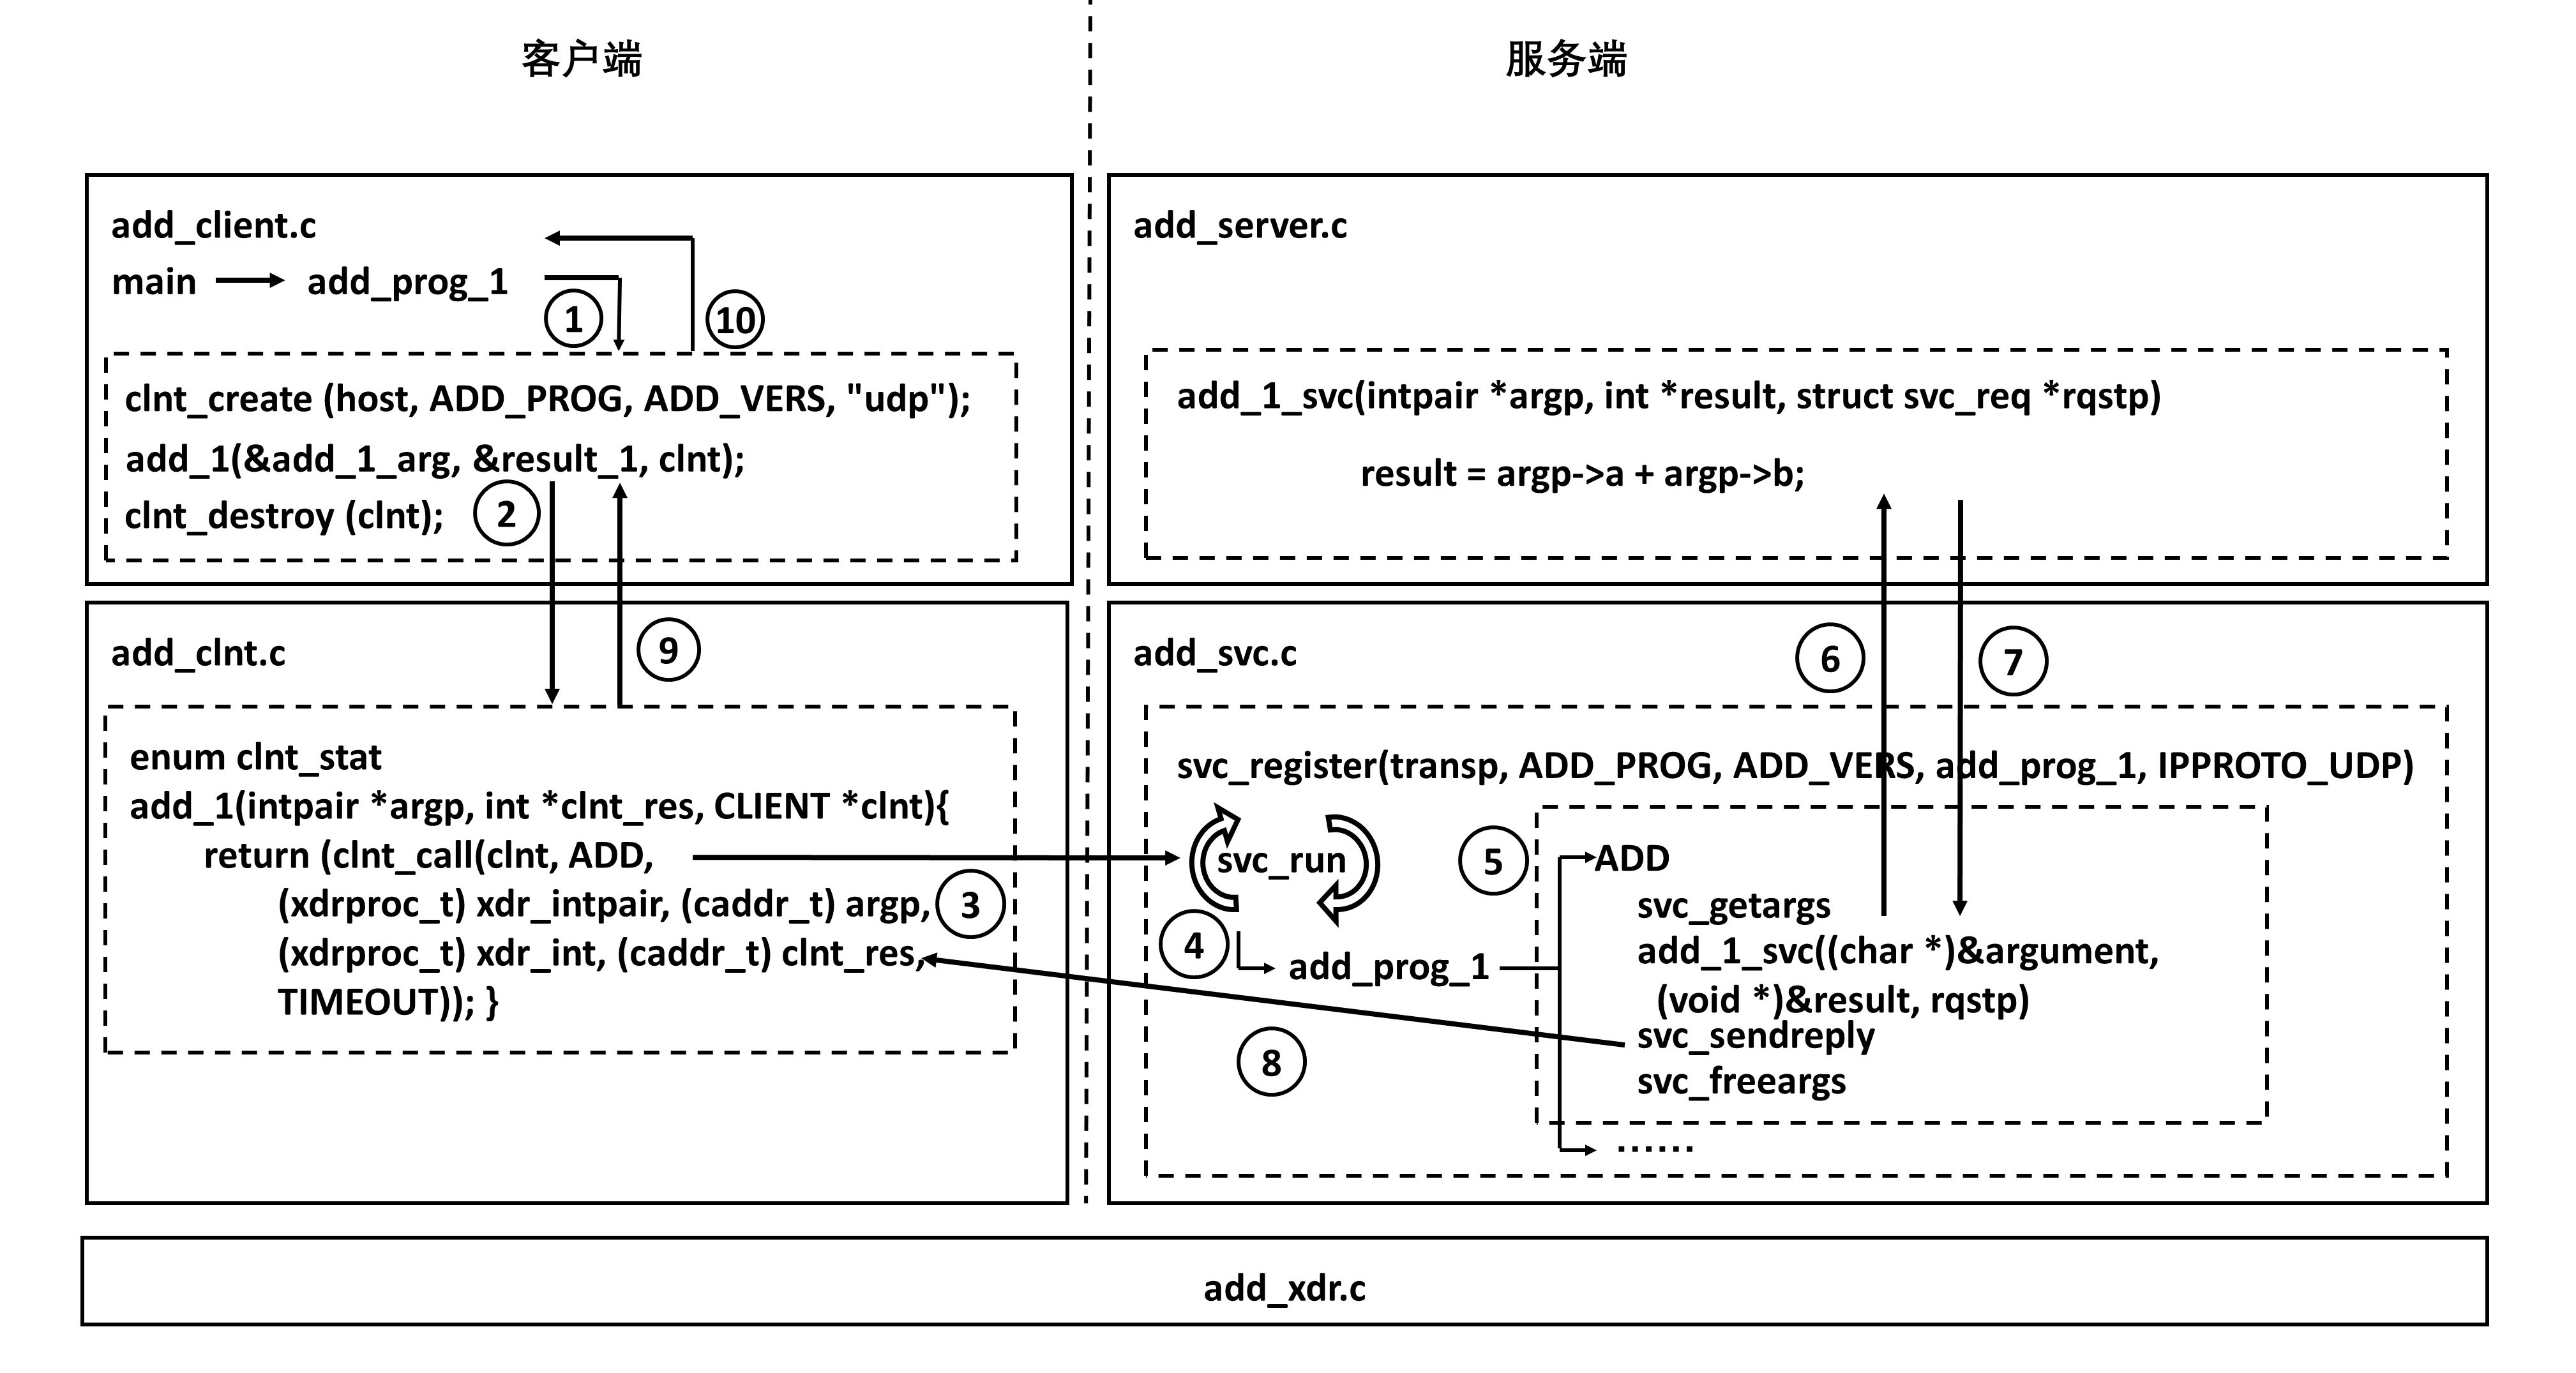 客户端
服务端
add_client.c
main
add_prog_1
1
10
clnt_create (host, ADD_PROG, ADD_VERS, "udp");
add_1(&add_1_arg, &result_1, clnt);
clnt_destroy (clnt);
2
add_server.c
add_1_svc(intpair *argp, int *result, struct svc_req *rqstp)
result = argp->a + argp->b;
add_clnt.c
9
enum clnt_stat
add_1(intpair *argp, int *clnt_res, CLIENT *clnt){
return (clnt_call(clnt, ADD,
(xdrproc_t) xdr_intpair, (caddr_t) argp,
3
(xdrproc_t) xdr_int, (caddr_t) clnt_res,
TIMEOUT)); }
add_svc.c
6
7
svc_register(transp, ADD_PROG, ADD_VERS, add_prog_1, IPPROTO_UDP)
svc_run
4
add_prog_1
5
ADD
svc_getargs
add_1_svc((char *)&argument,
(void *)&result, rqstp)
svc_sendreply
svc_freeargs
8
......
add_xdr.c